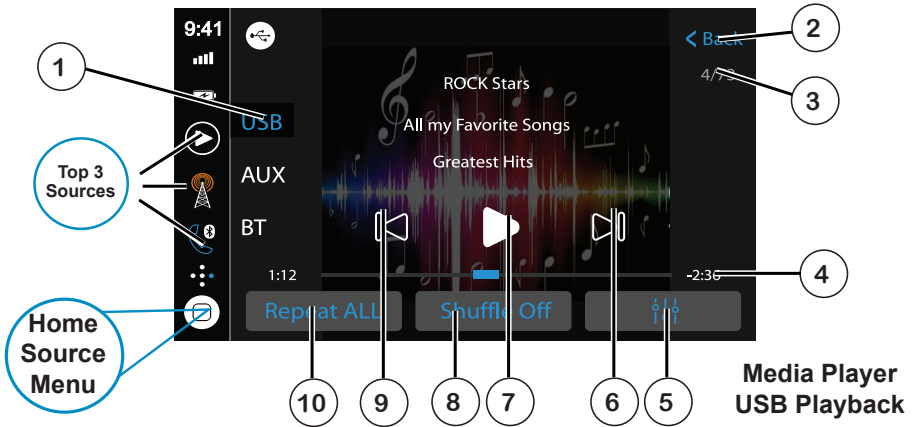 9:41
1
Top 3
Sources
Home
Source
Menu
USB
AUX
BT
ROCK Stars
All my Favorite Songs
Greatest Hits
< Back
4/73
2
3
1:12
-2:36
4
Repeat ALL
Shuffle Off
10
9
8
7
6
5
Media Player
USB Playback